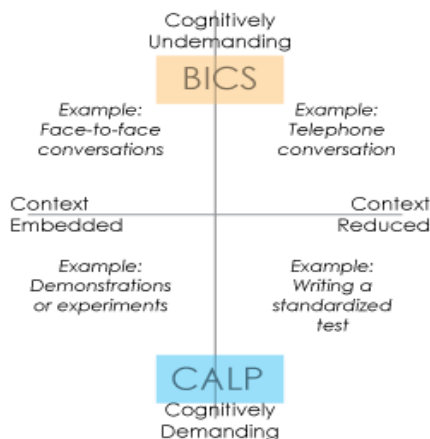 Cognitively
Undemanding
BICS
Example:
Face-to-face
conversations
Example:
Telephone
conversation
Context
Embedded
Context
Reduced
Example:
Demonstrations
or experiments
Example:
Writing a
standardized
test
CALP
Cognitively
Demanding